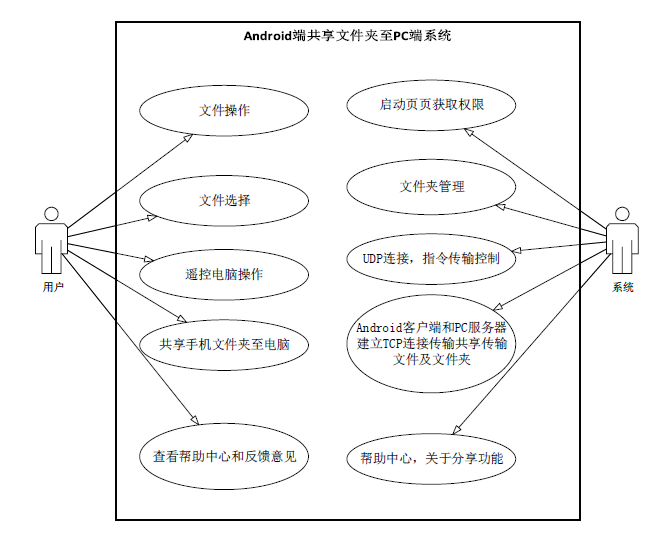 Android端共享文件夹至PC端系统
文件操作
启动页页获取权限
文件选择
文件夹管理
遥控电脑操作
UDP连接，指令传输控制
用户
系统
共享手机文件夹至电脑
Android客户端和PC服务器
建立TCP连接传输共享传输
文件及文件夹
查看帮助中心和反馈意见
帮助中心，关于分享功能